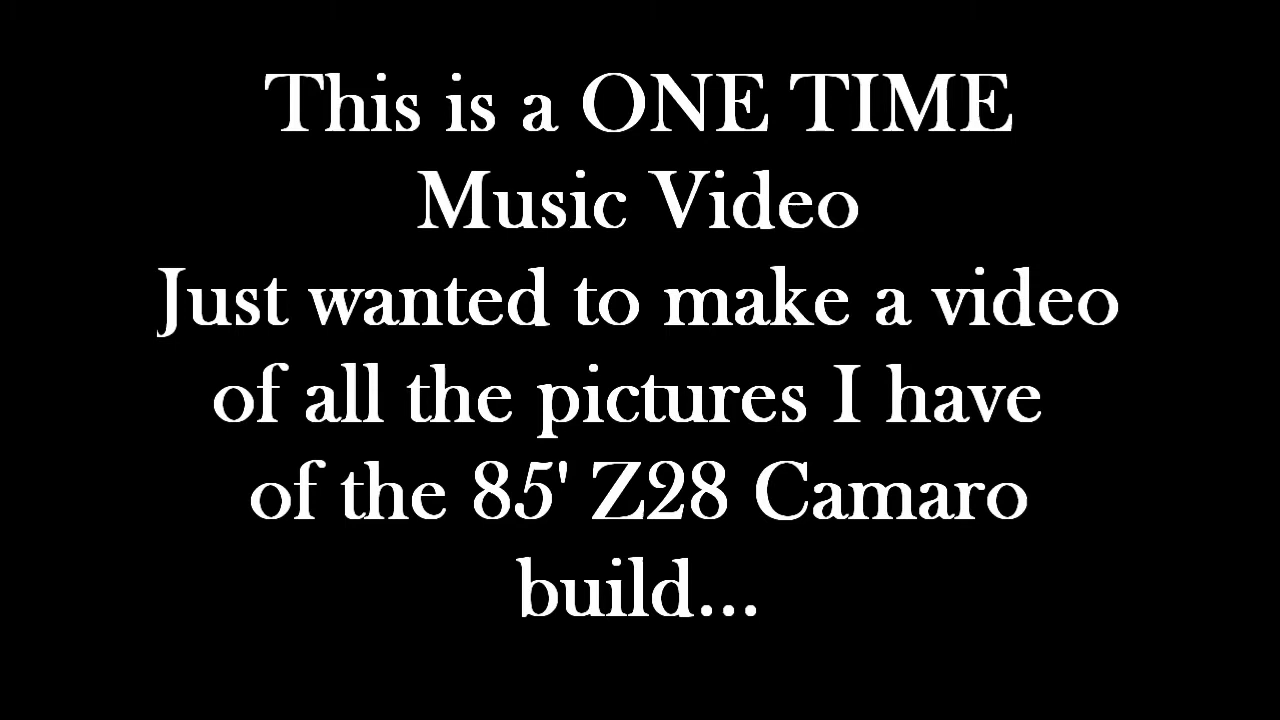 This is a ONE TIME
Music Video
Just wanted to make a video
of all the pictures I have
of the 85' Z28 Camaro
build...